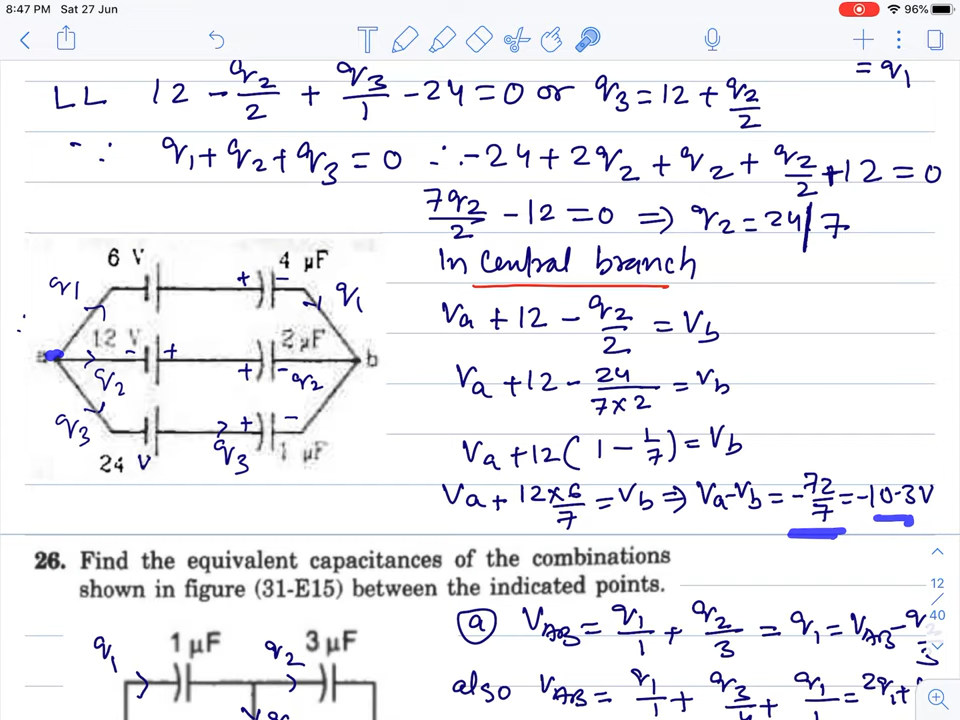 8:47 PM Sat 27 Jun
96%
= q1
LL 12 - q2/2 + q3/1 - 24 = 0 or q3 = 12 + q2/2
∵ q1 + q2 + q3 = 0 ∴ -24 + 2q2 + q2 + q2/2 + 12 = 0
7q2/2 - 12 = 0 ⇒ q2 = 24/7
In Central branch
Va + 12 - q2/2 = Vb
Va + 12 - 24/7×2 = Vb
Va + 12(1 - 1/7) = Vb
Va + 12×6/7 = Vb ⇒ Va-Vb = -72/7 = -10.3V
6 V 4 μF
q1 + - q1
12 V 2 μF
a - + + - b
q2 q2
q3 + -
24 V q3 1 μF
26. Find the equivalent capacitances of the combinations
shown in figure (31-E15) between the indicated points.
12
/
40
1 μF 3 μF
q1 q2
(a) VAB = q1/1 + q2/3 = q1 = VAB - q2/3
also VAB = q1/1 + q3/4 + q1/1 = 2q1 +